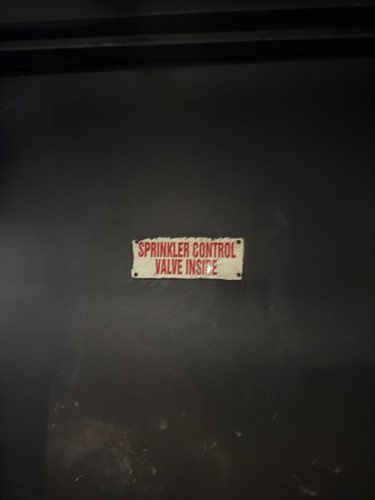 SPRINKLER CONTROL
VALVE INSIDE